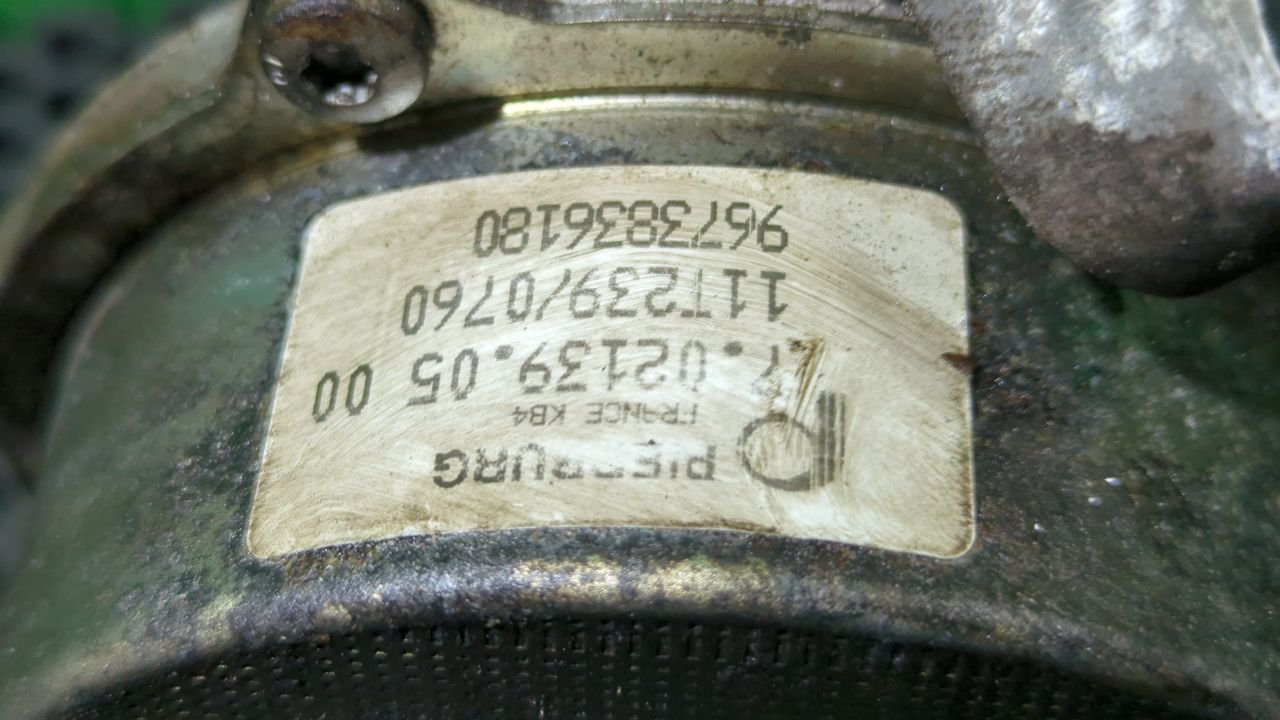 PIERBURG
FRANCE KB4
7.02139.05 00
11T239/0760
9673836180